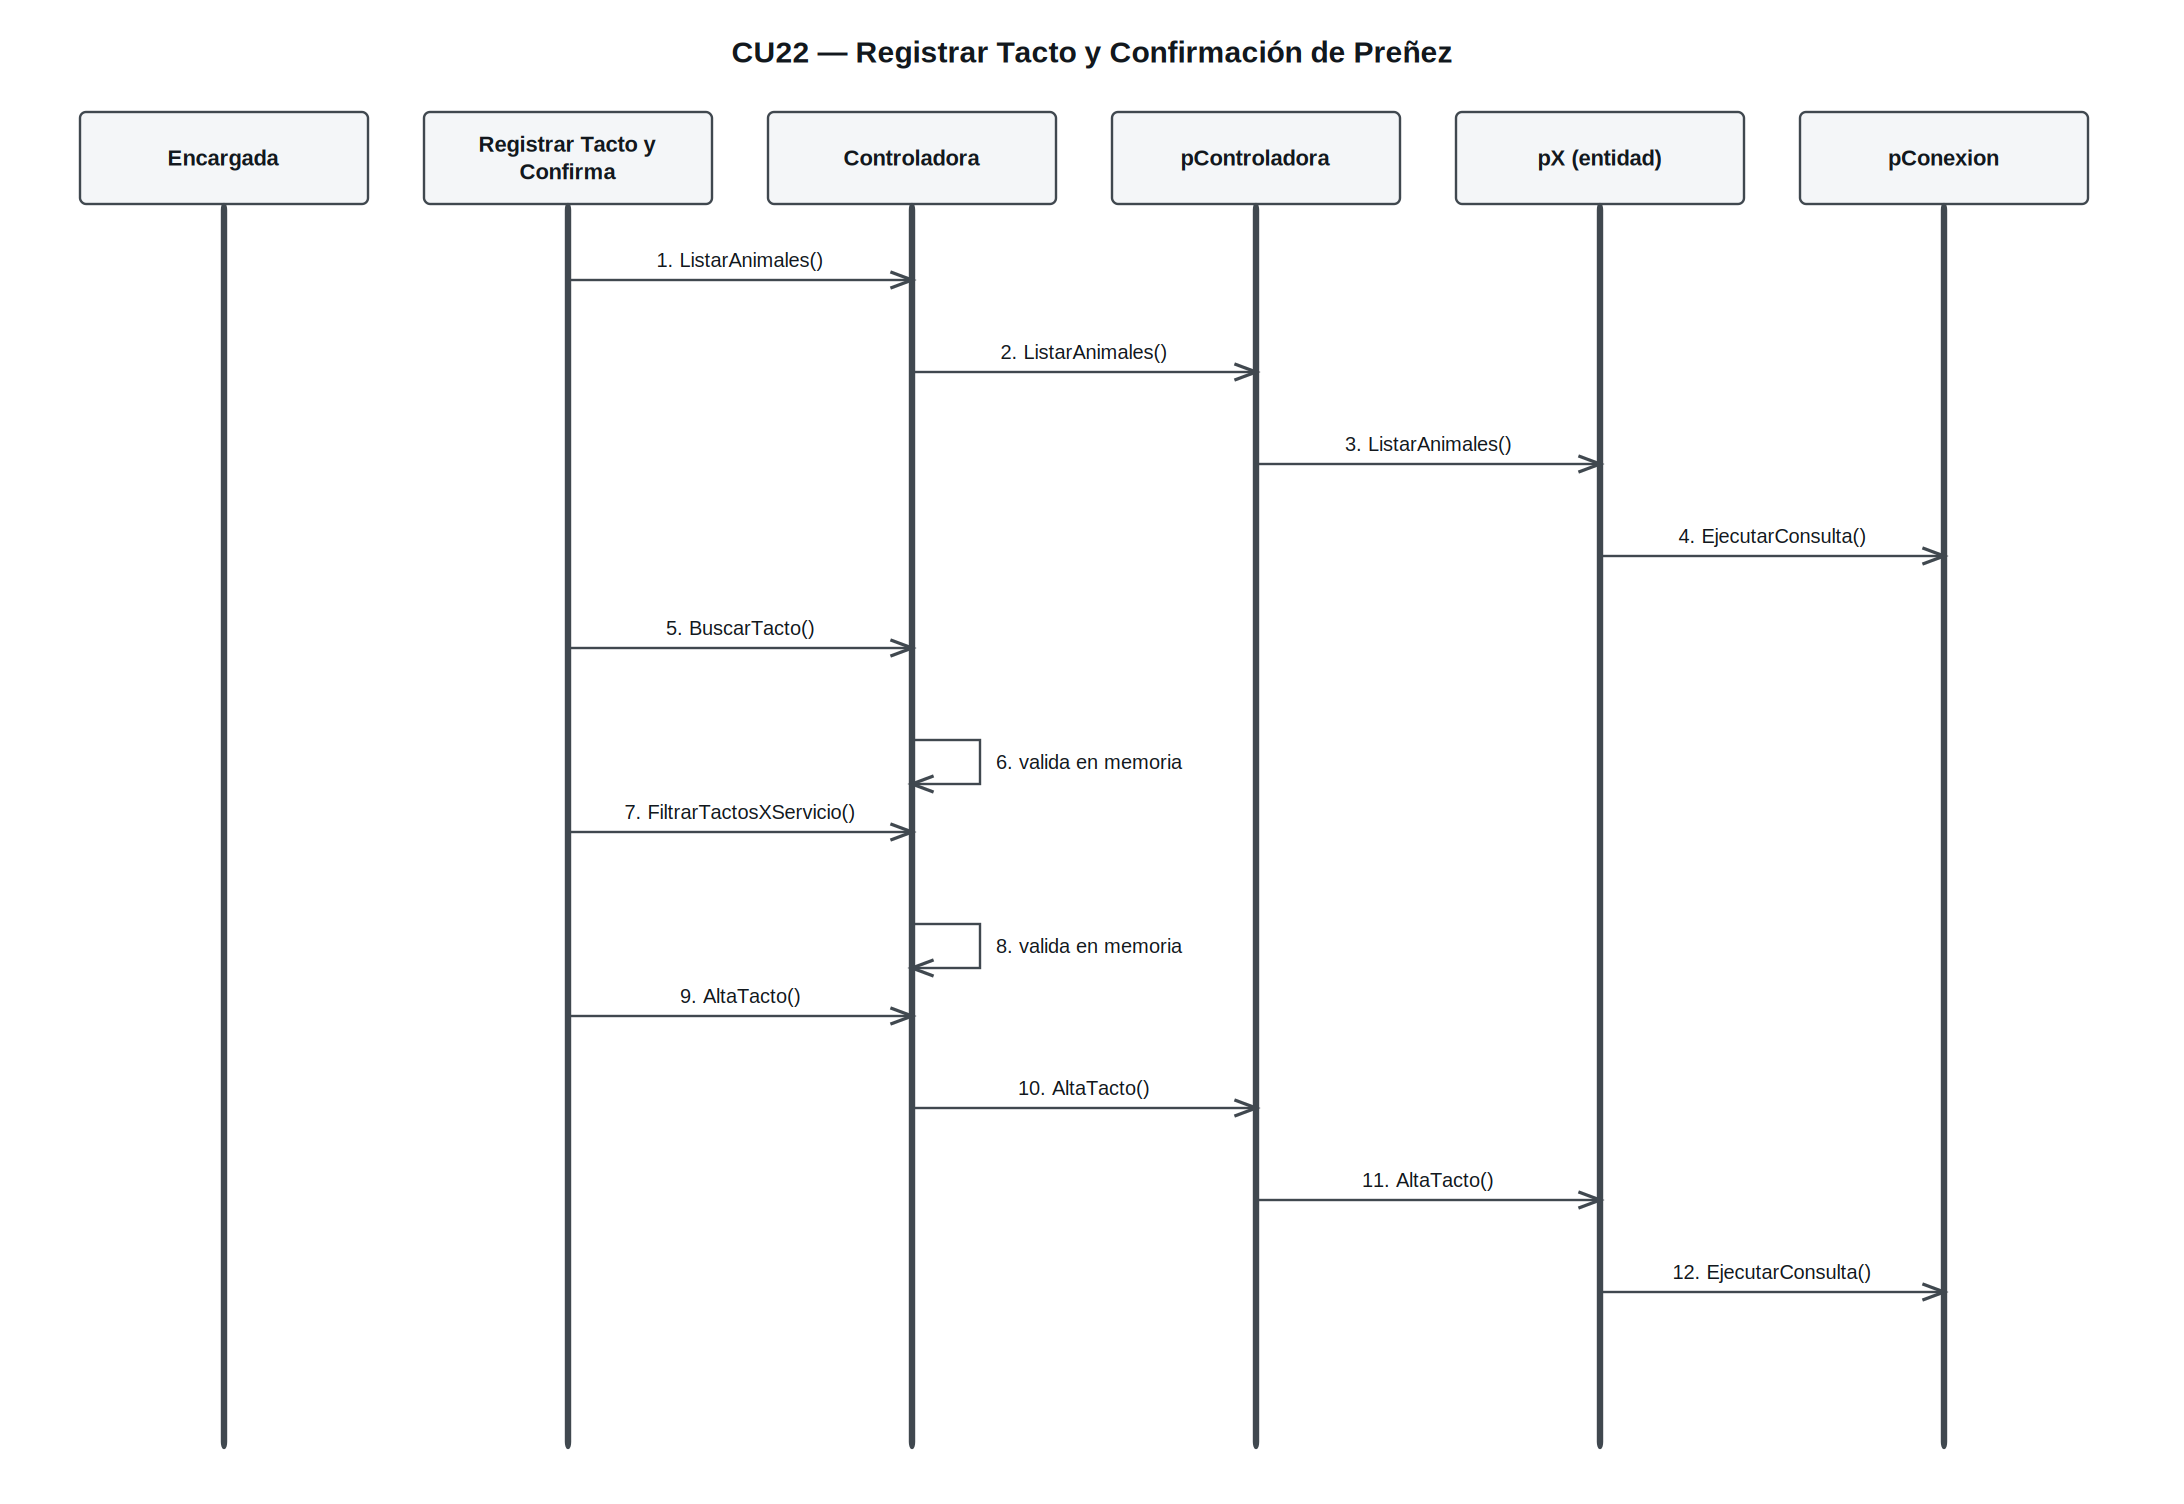 CU22 — Registrar Tacto y Confirmación de Preñez
Encargada
Registrar Tacto y
Confirma
Controladora
pControladora
pX (entidad)
pConexion
1. ListarAnimales()
2. ListarAnimales()
3. ListarAnimales()
4. EjecutarConsulta()
5. BuscarTacto()
6. valida en memoria
7. FiltrarTactosXServicio()
8. valida en memoria
9. AltaTacto()
10. AltaTacto()
11. AltaTacto()
12. EjecutarConsulta()